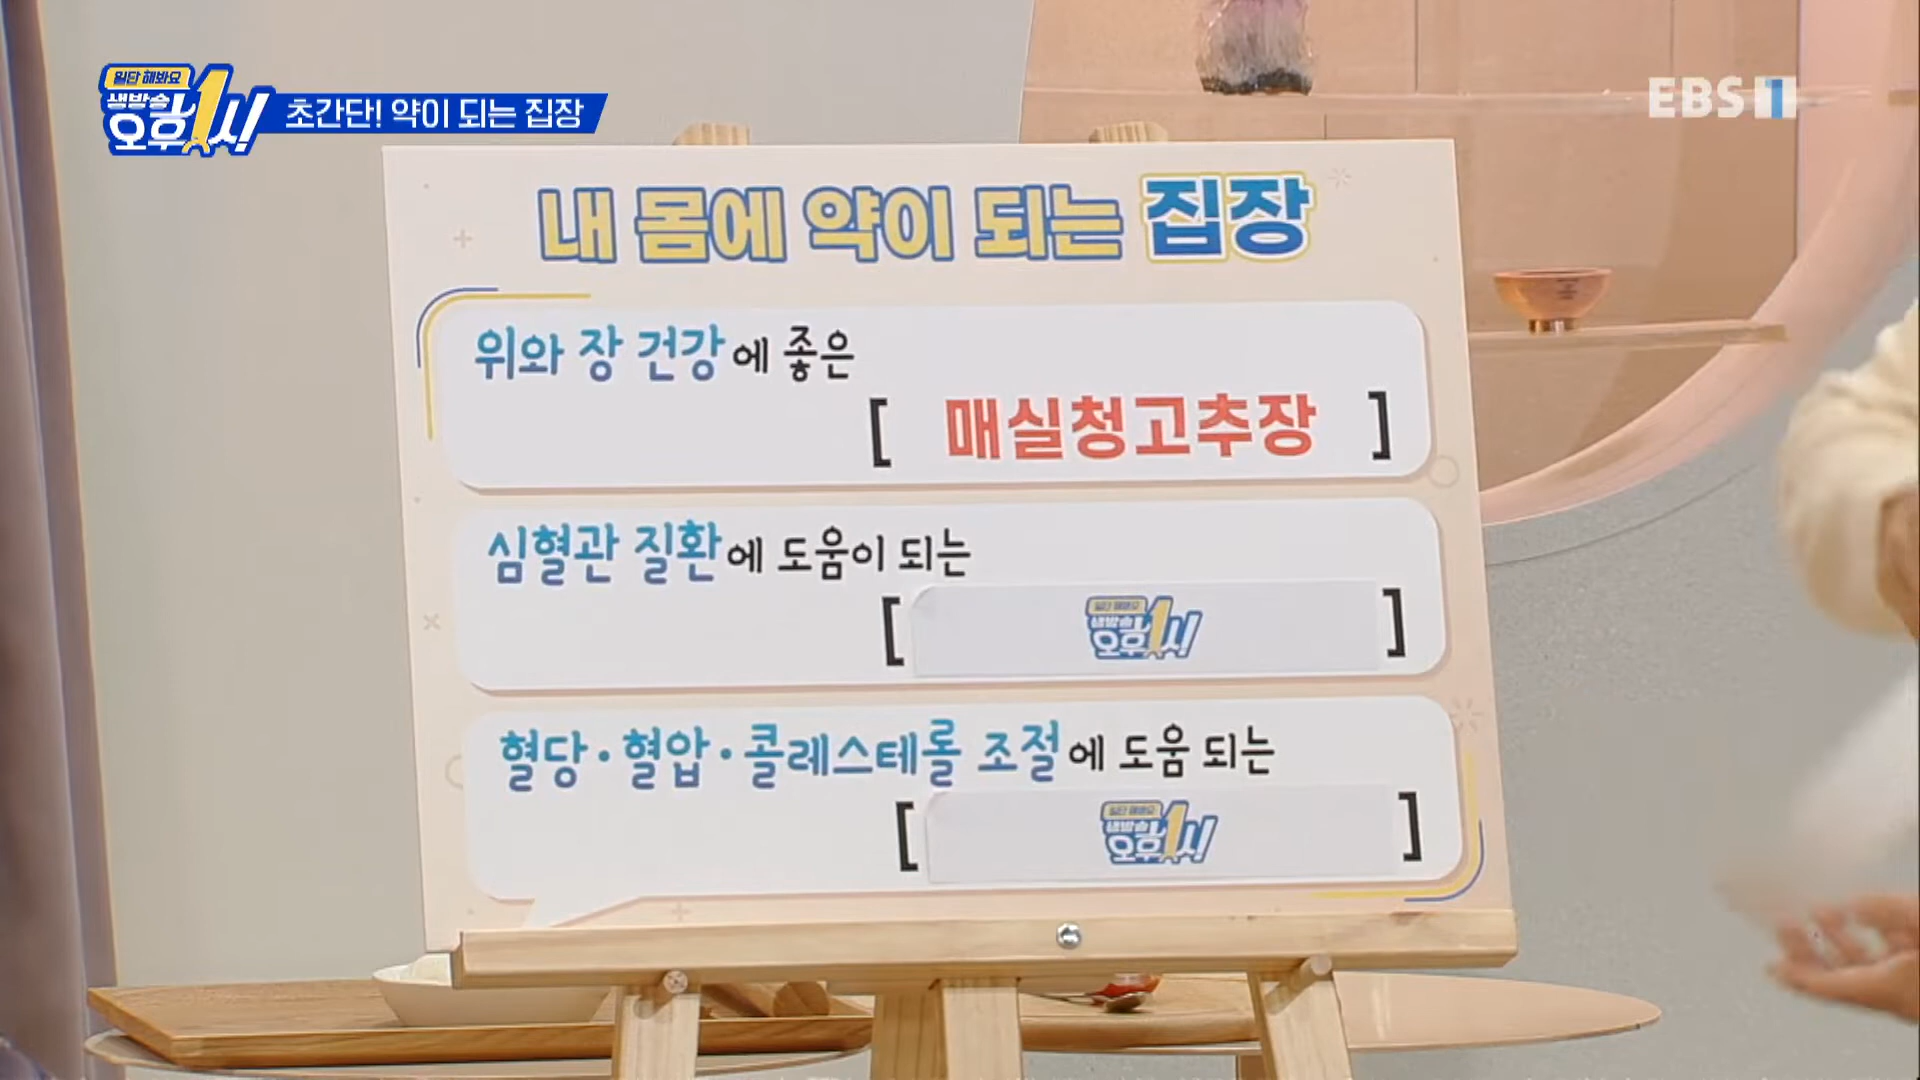 일단 해봐요
생방송
오후1시!
초간단! 약이 되는 집장
EBS 1
내 몸에 약이 되는 집장
위와 장 건강에 좋은
[ 매실청고추장 ]
심혈관 질환에 도움이 되는
[ 일단 해봐요 생방송 오후1시! ]
혈당·혈압·콜레스테롤 조절에 도움 되는
[ 일단 해봐요 생방송 오후1시! ]